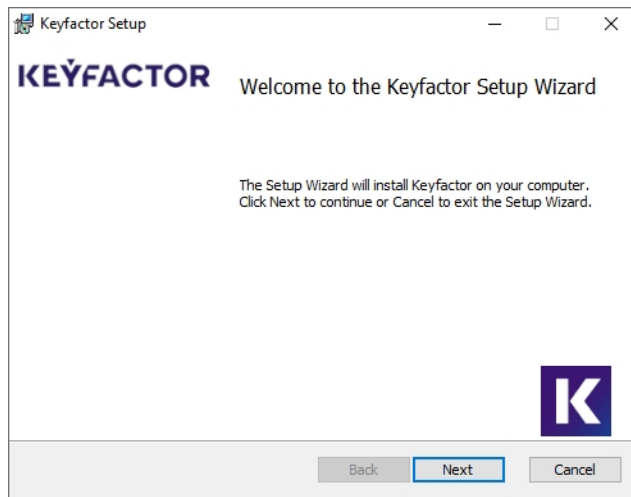 Keyfactor Setup
KEYFACTOR
Welcome to the Keyfactor Setup Wizard
The Setup Wizard will install Keyfactor on your computer.
Click Next to continue or Cancel to exit the Setup Wizard.
K
Back
Next
Cancel